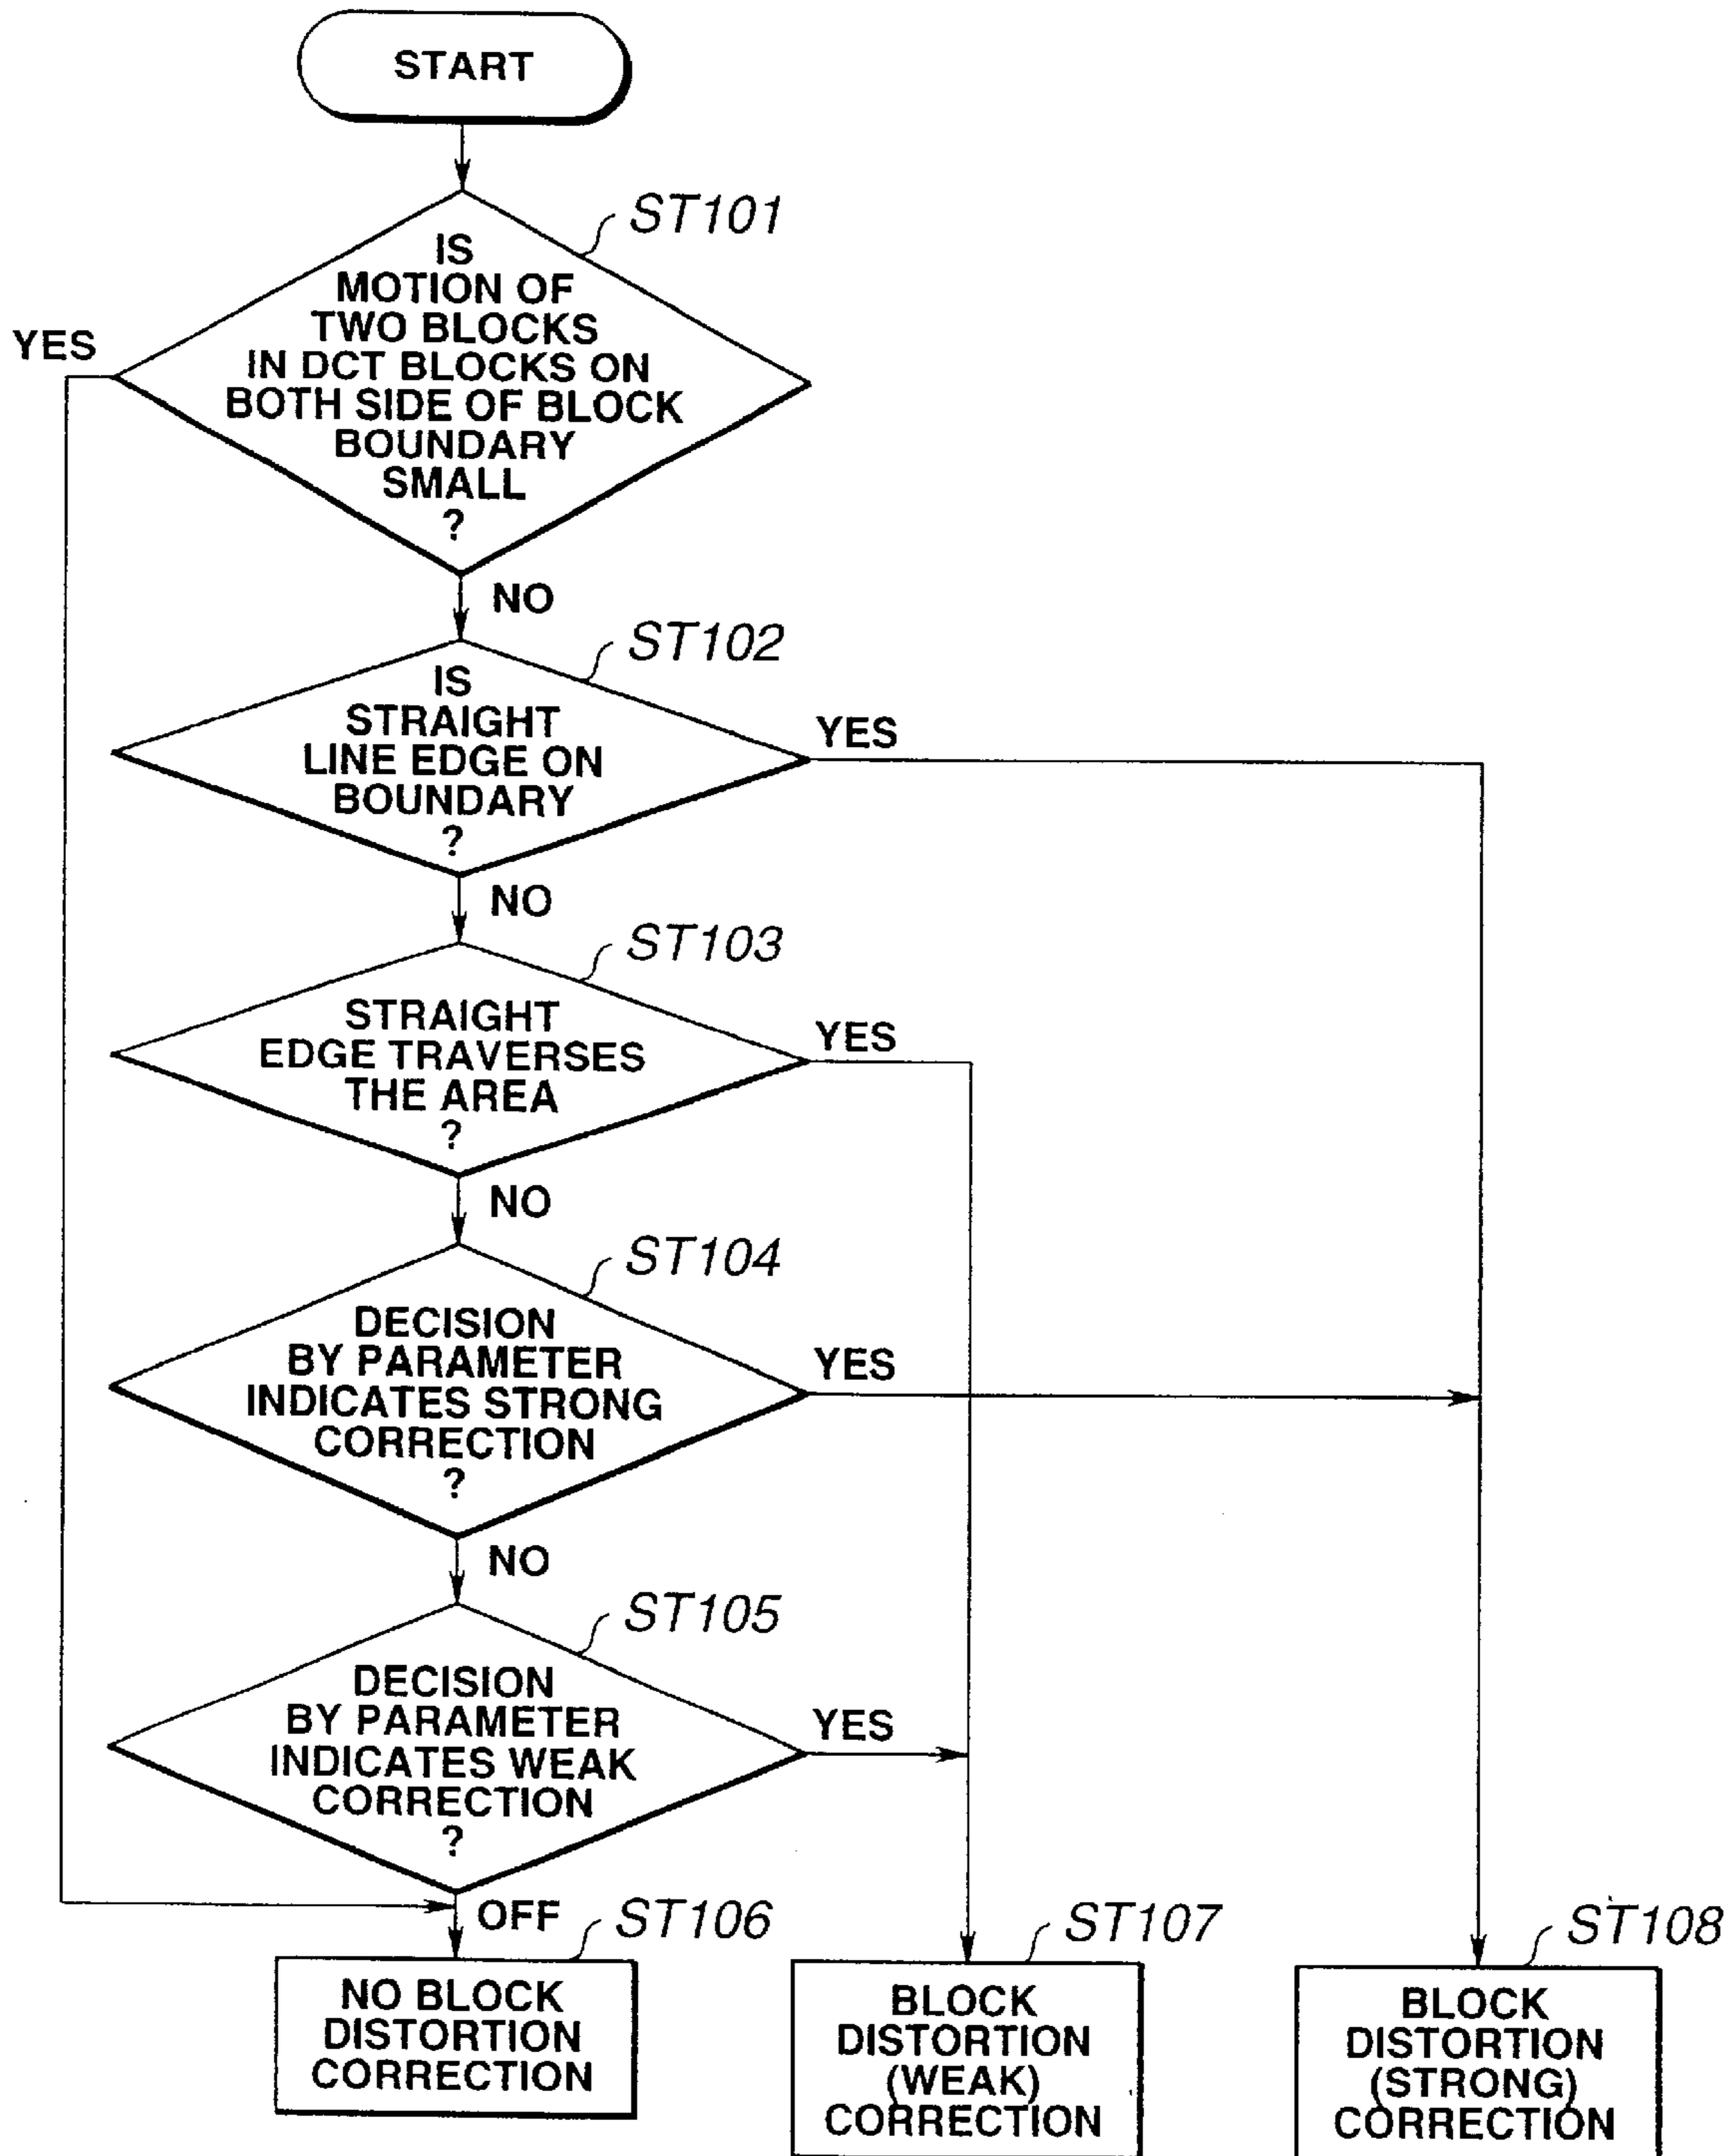 START
ST101
IS
MOTION OF
TWO BLOCKS
IN DCT BLOCKS ON
BOTH SIDE OF BLOCK
BOUNDARY
SMALL
?
YES
NO
ST102
IS
STRAIGHT
LINE EDGE ON
BOUNDARY
?
YES
NO
ST103
STRAIGHT
EDGE TRAVERSES
THE AREA
?
YES
NO
ST104
DECISION
BY PARAMETER
INDICATES STRONG
CORRECTION
?
YES
NO
ST105
DECISION
BY PARAMETER
INDICATES WEAK
CORRECTION
?
YES
OFF
ST106
NO BLOCK
DISTORTION
CORRECTION
ST107
BLOCK
DISTORTION
(WEAK)
CORRECTION
ST108
BLOCK
DISTORTION
(STRONG)
CORRECTION